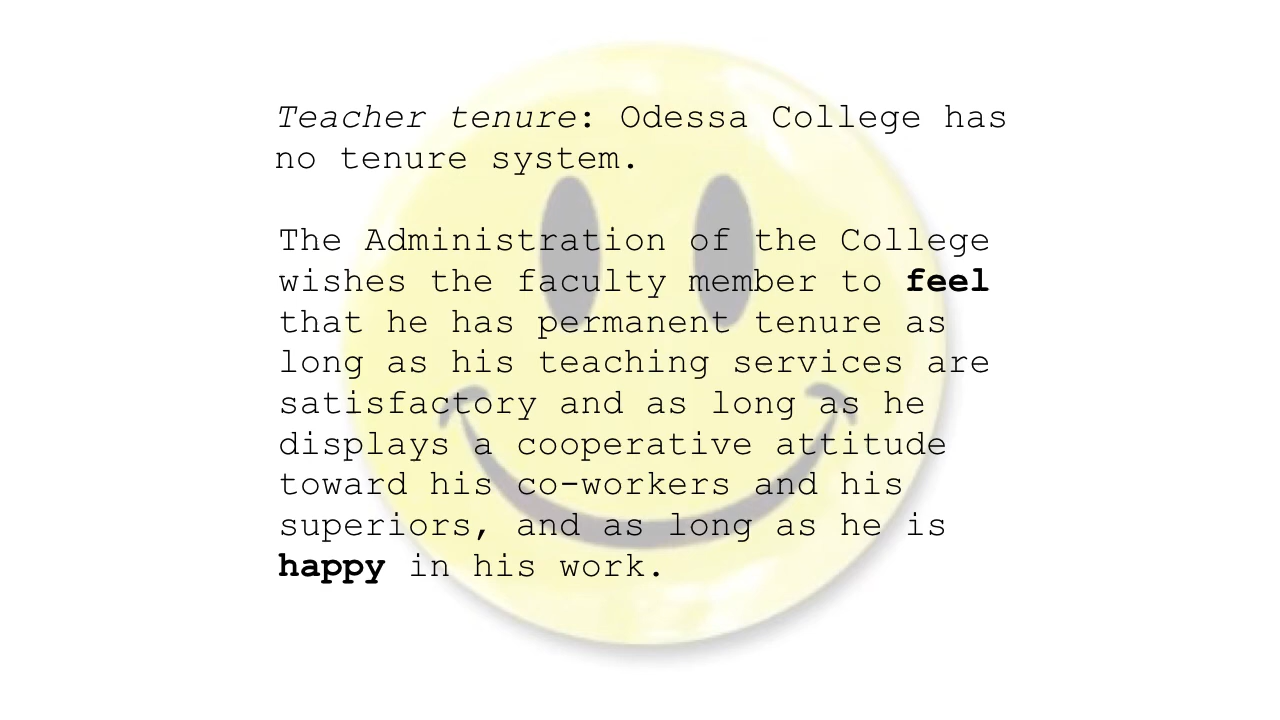 Teacher tenure: Odessa College has
no tenure system.
The Administration of the College
wishes the faculty member to feel
that he has permanent tenure as
long as his teaching services are
satisfactory and as long as he
displays a cooperative attitude
toward his co-workers and his
superiors, and as long as he is
happy in his work.